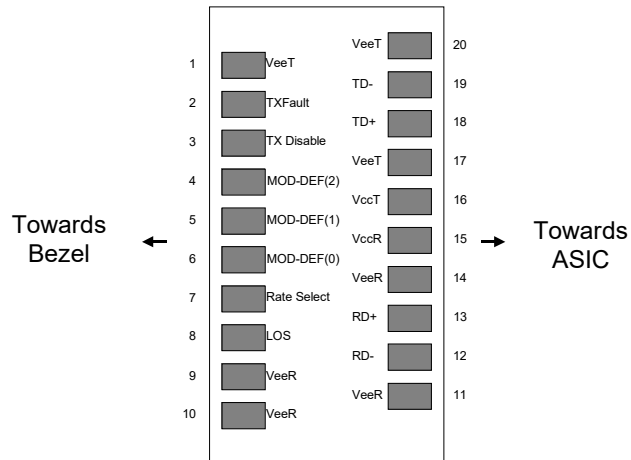 VeeT 20
1 VeeT
TD- 19
2 TXFault
TD+ 18
3 TX Disable
VeeT 17
4 MOD-DEF(2)
VccT 16
5 MOD-DEF(1)
Towards
Bezel
VccR 15
Towards
ASIC
6 MOD-DEF(0)
VeeR 14
7 Rate Select
RD+ 13
8 LOS
RD- 12
9 VeeR
VeeR 11
10 VeeR